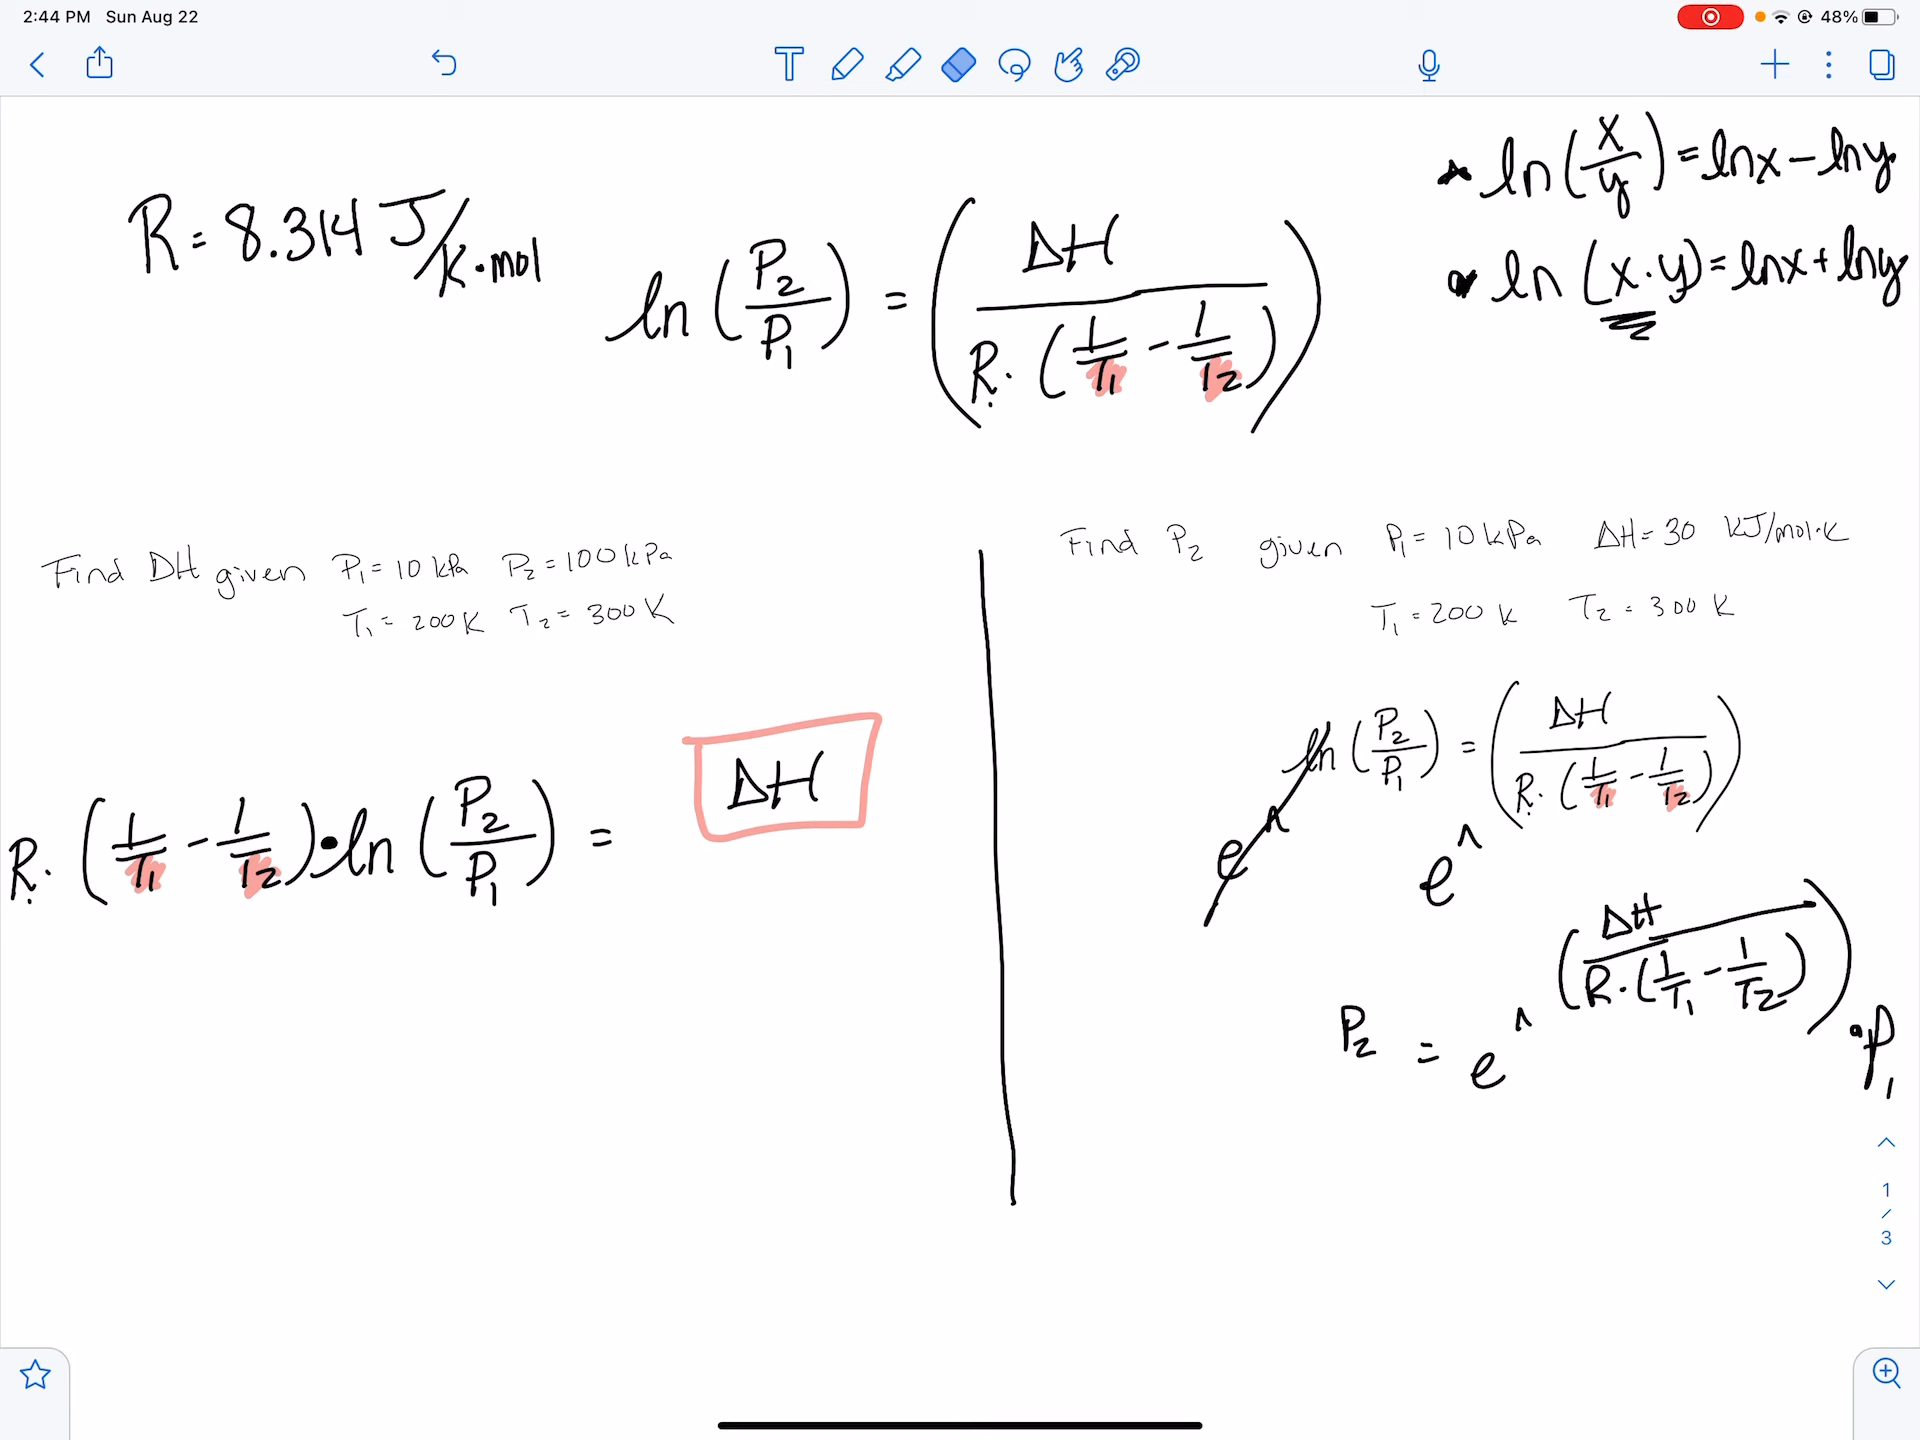 2:44 PM Sun Aug 22
48%
T
R = 8.314 J/K·mol
ln (P₂/P₁) = (ΔH / R·(1/T₁ - 1/T₂))
ln(x/y) = lnx - lny
ln (x·y) = lnx + lny
Find DH given P₁ = 10 kPa P₂ = 100 kPa
T₁ = 200 K T₂ = 300 K
R·(1/T₁ - 1/T₂)·ln (P₂/P₁) = ΔH
Find P₂ given P₁ = 10 kPa ΔH = 30 KJ/mol·K
T₁ = 200 K T₂ = 300 K
ln (P₂/P₁) = (ΔH / R·(1/T₁ - 1/T₂))
e^ e^
P₂ = e^(ΔH / R·(1/T₁ - 1/T₂))·P₁
1
/
3